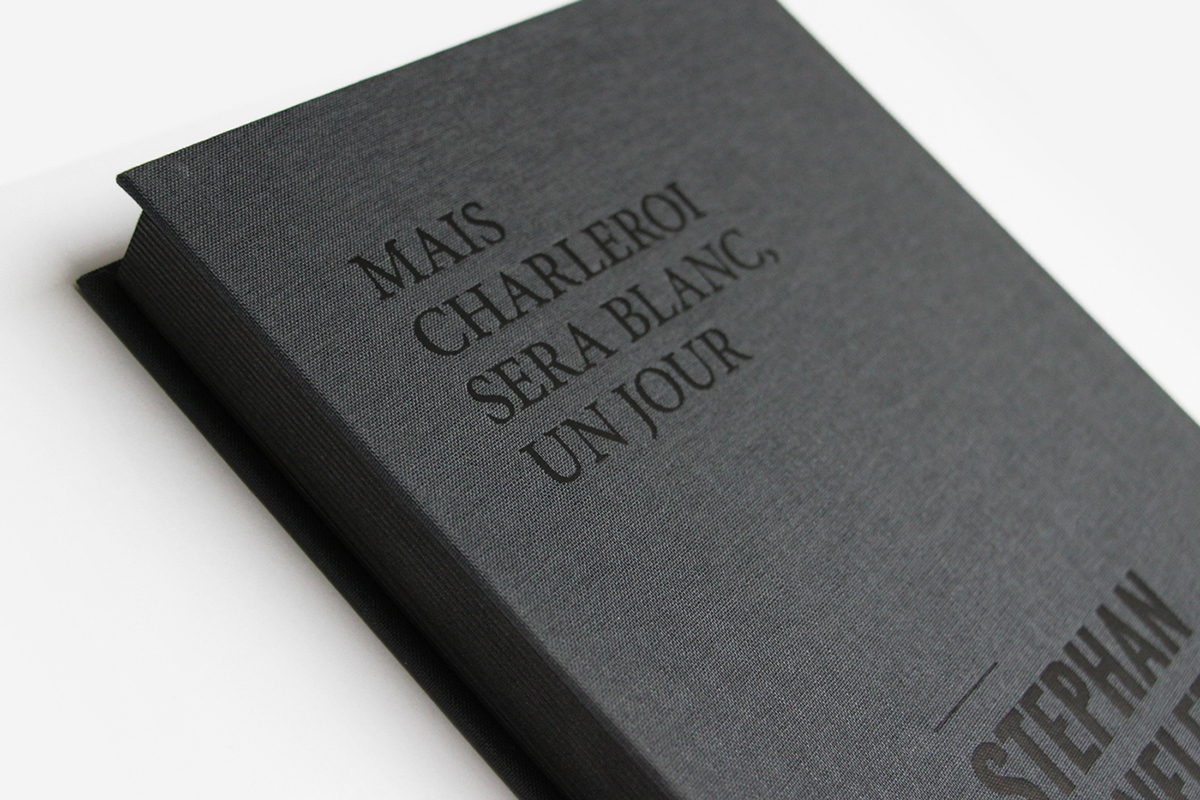 MAIS
CHARLEROI
SERA BLANC,
UN JOUR
STEPHAN